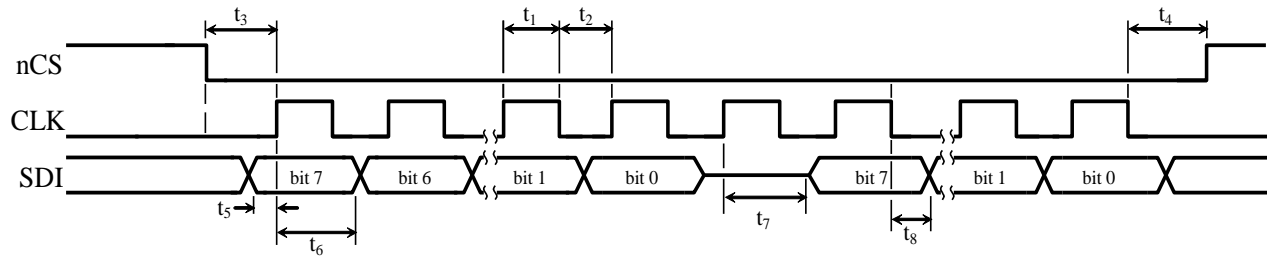 t3 t1 t2 t4
nCS
CLK
SDI bit 7 bit 6 bit 1 bit 0 bit 7 bit 1 bit 0
t5 t6 t7 t8